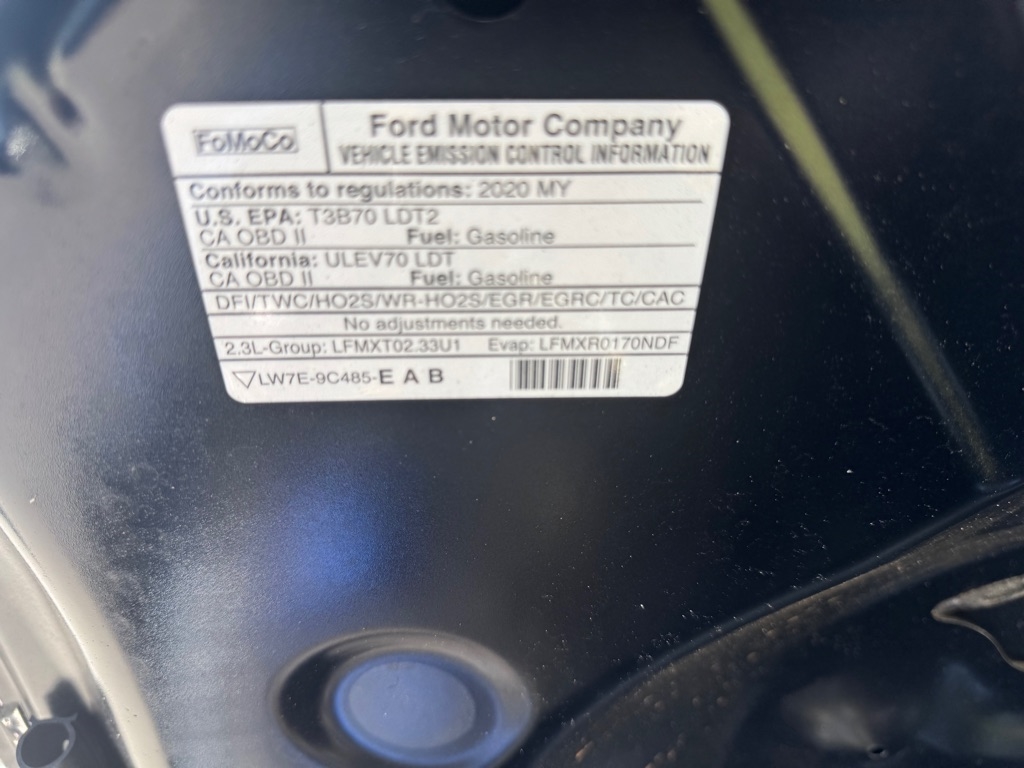 FoMoCo
Ford Motor Company
VEHICLE EMISSION CONTROL INFORMATION
Conforms to regulations: 2020 MY
U.S. EPA: T3B70 LDT2
CA OBD II Fuel: Gasoline
California: ULEV70 LDT
CA OBD II Fuel: Gasoline
DFI/TWC/HO2S/WR-HO2S/EGR/EGRC/TC/CAC
No adjustments needed.
2.3L-Group: LFMXT02.33U1 Evap: LFMXR0170NDF
LW7E-9C485-E A B